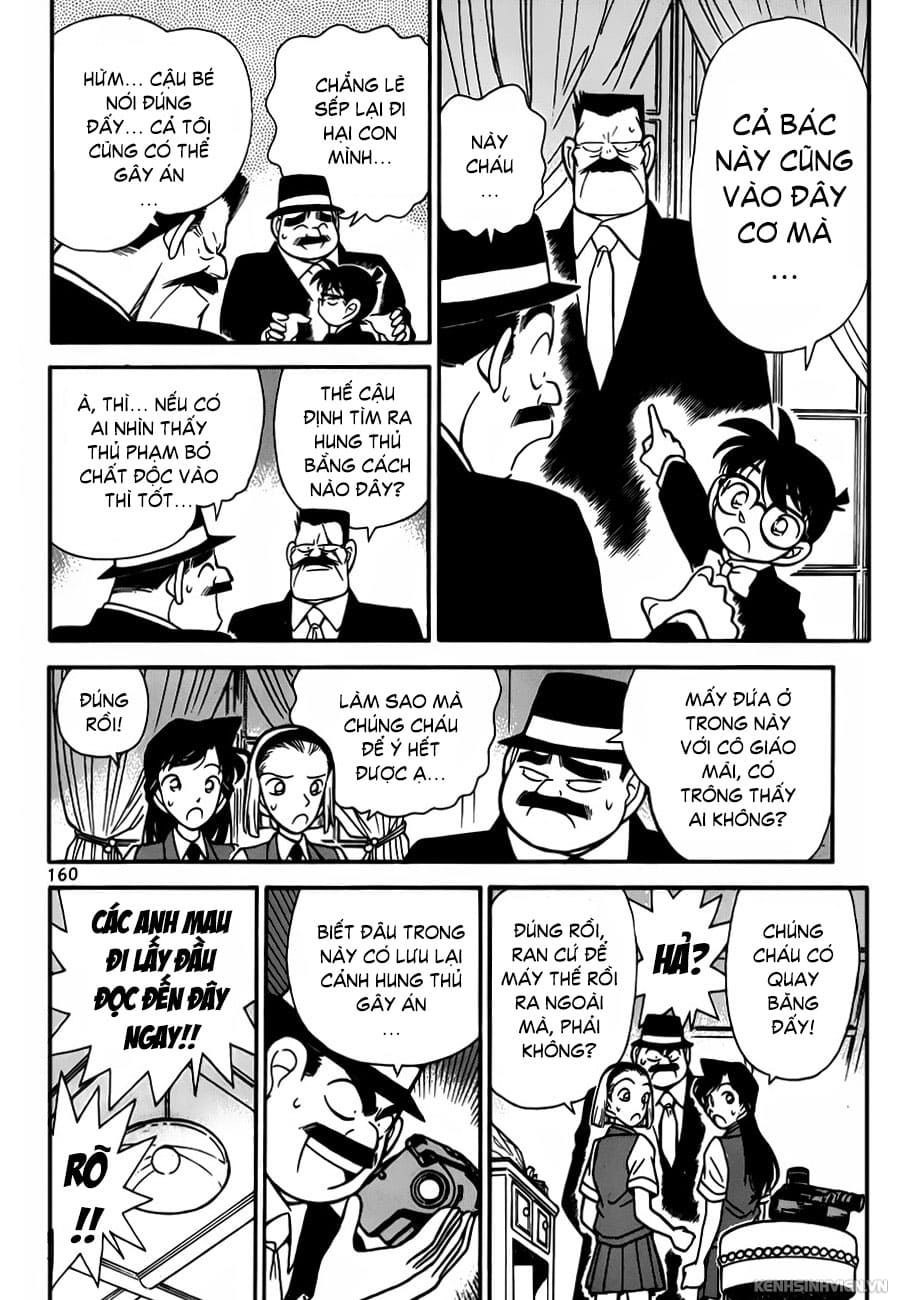 CẢ BÁC
NÀY CŨNG
VÀO ĐÂY
CƠ MÀ
...
NÀY
CHÁU
...
CHẲNG LẼ
SẾP LẠI ĐI
HẠI CON
MÌNH...
HỪM... CẬU BÉ
NÓI ĐÚNG
ĐẤY... CẢ TÔI
CŨNG CÓ THỂ
GÂY ÁN
THẾ CẬU
ĐỊNH TÌM RA
HUNG THỦ
BẰNG CÁCH
NÀO ĐÂY?
À, THÌ... NẾU CÓ
AI NHÌN THẤY
THỦ PHẠM BỎ
CHẤT ĐỘC VÀO
THÌ TỐT...
MẤY ĐỨA Ở
TRONG NÀY
VỚI CÔ GIÁO
MÃI, CÓ
TRÔNG THẤY
AI KHÔNG?
LÀM SAO MÀ
CHÚNG CHÁU
ĐỂ Ý HẾT
ĐƯỢC Ạ...
ĐÚNG
RỒI!
160
CHÚNG
CHÁU CÓ
QUAY
BĂNG
ĐẤY!
HẢ?
ĐÚNG RỒI,
RAN CỨ ĐỂ
MÁY THẾ RỒI
RA NGOÀI
MÀ, PHẢI
KHÔNG?
BIẾT ĐÂU TRONG
NÀY CÓ LƯU LẠI
CẢNH HUNG THỦ
GÂY ÁN
...
CÁC ANH MAU
ĐI LẤY ĐẦU
ĐỌC ĐẾN ĐÂY
NGAY!!
RÕ
!!
KENHSINHVIEN.VN